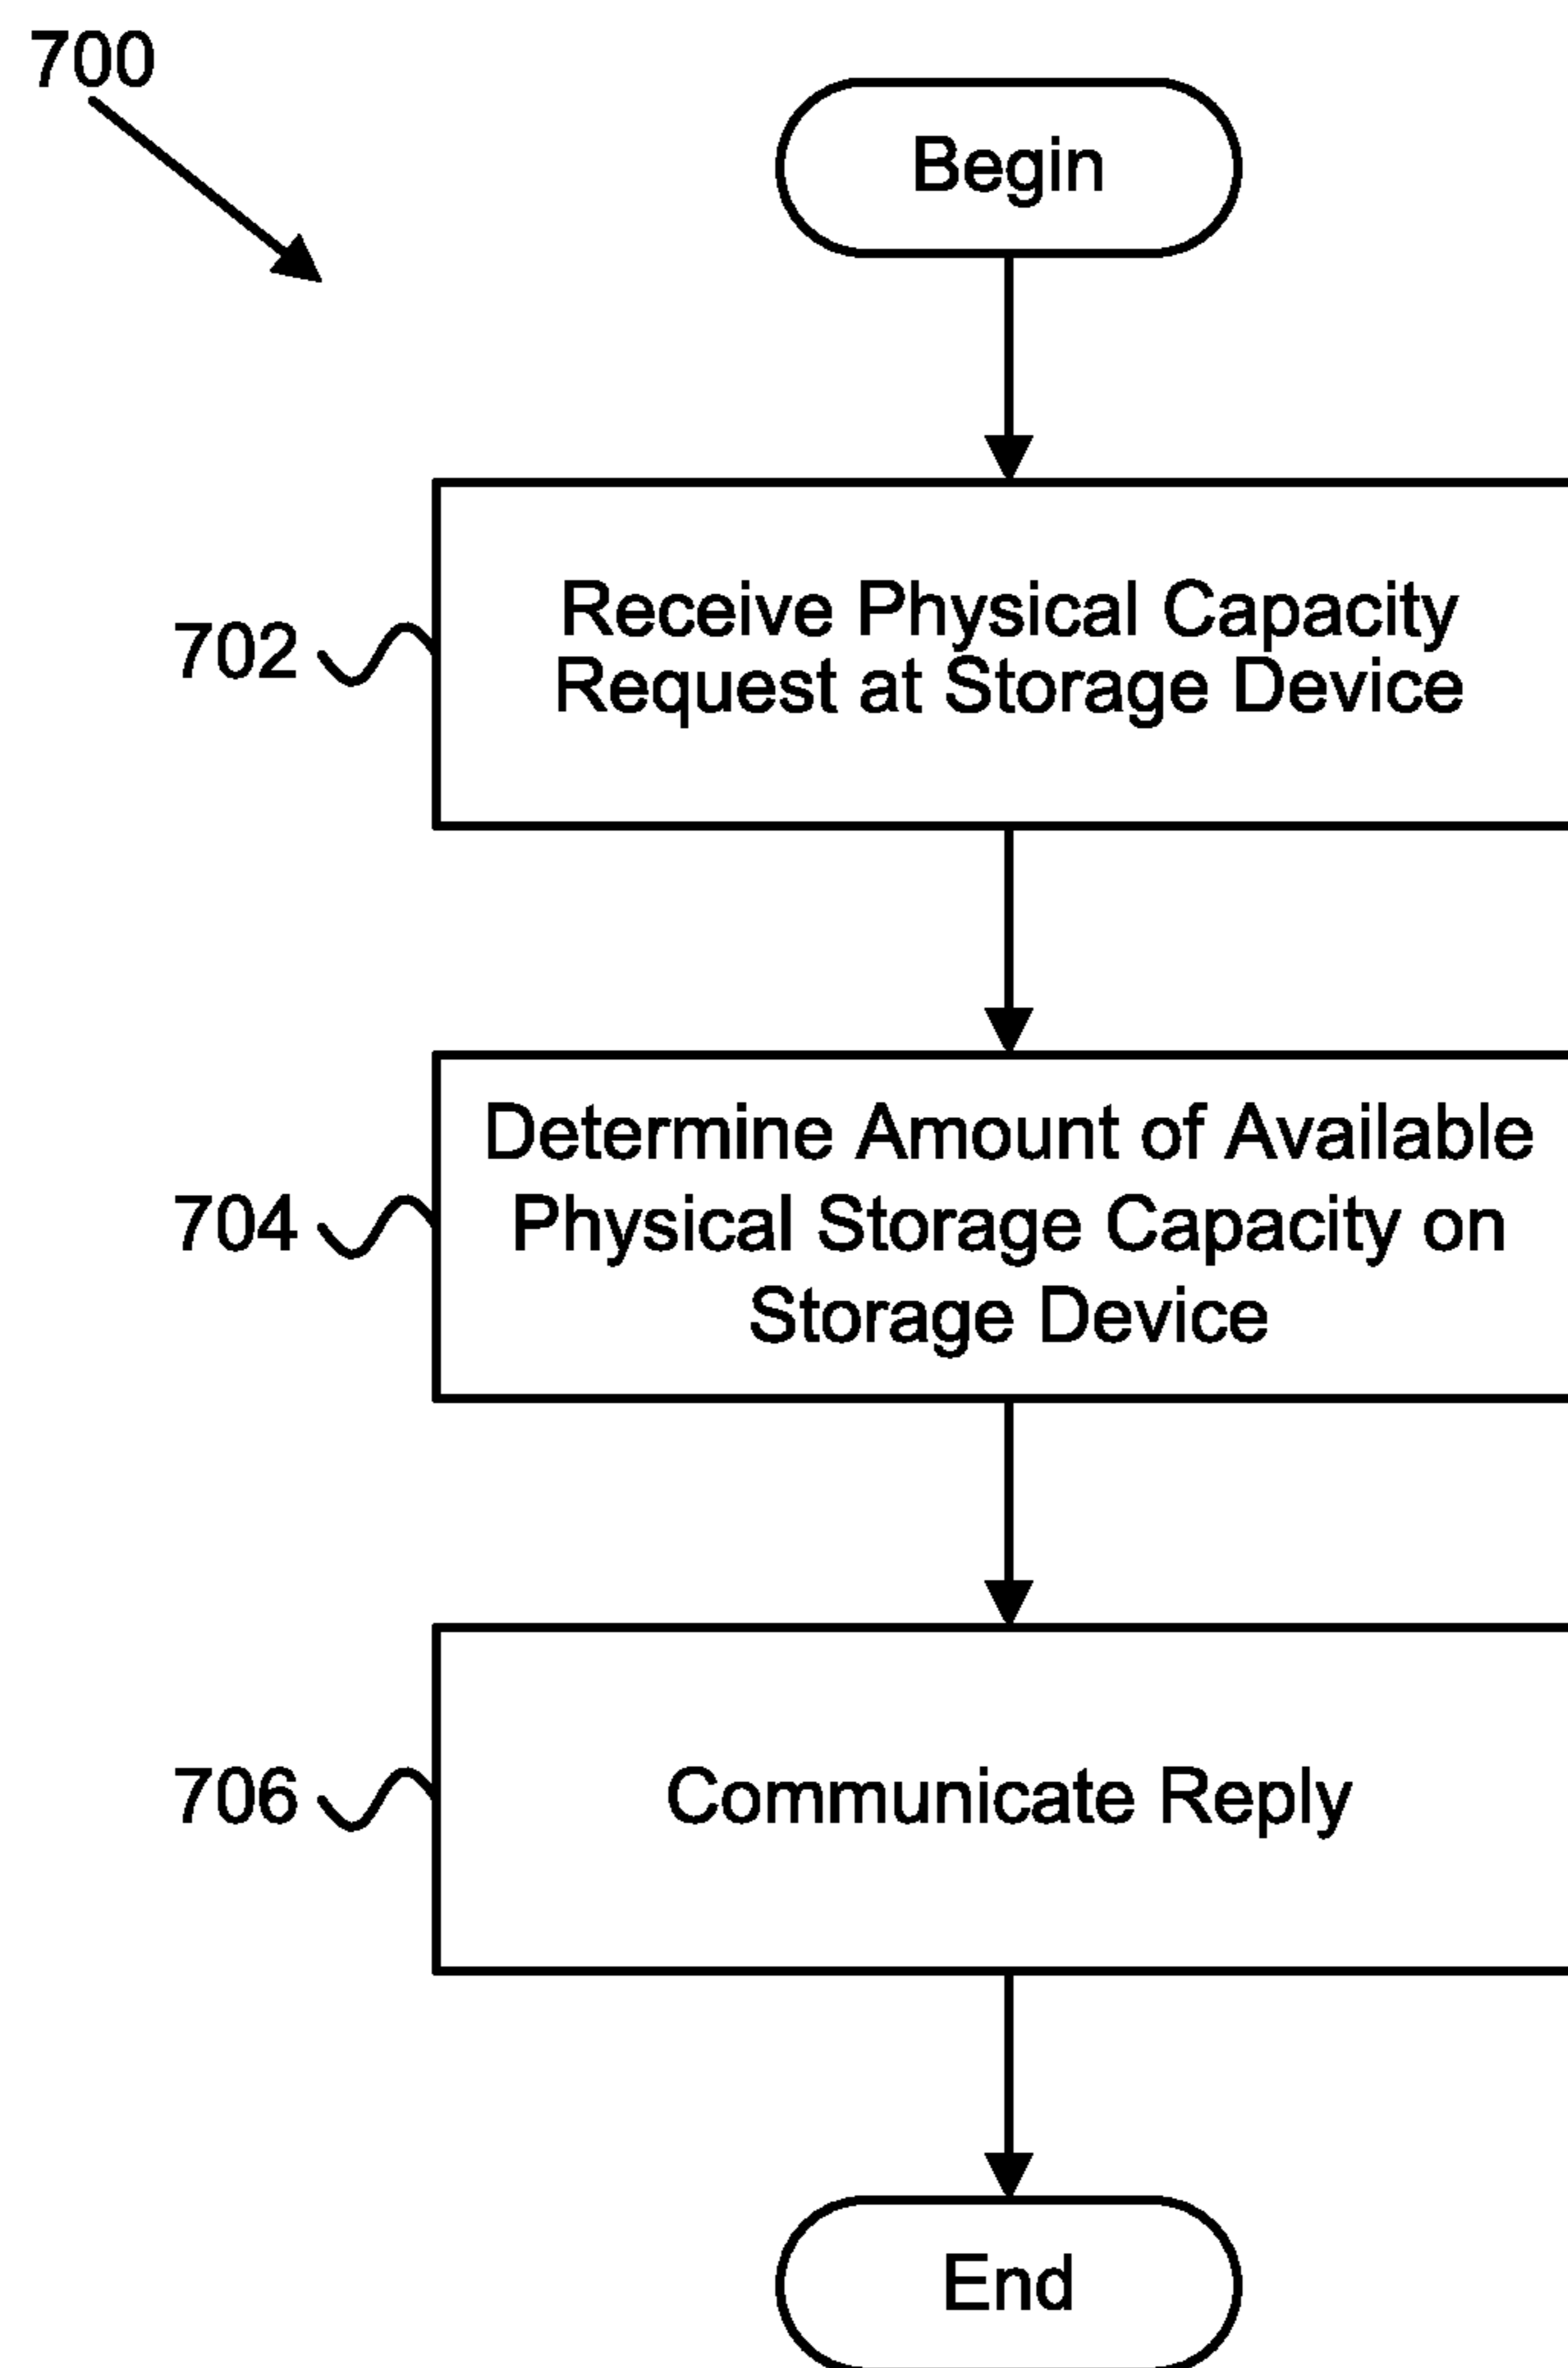 700
Begin
702
Receive Physical Capacity
Request at Storage Device
704
Determine Amount of Available
Physical Storage Capacity on
Storage Device
706
Communicate Reply
End